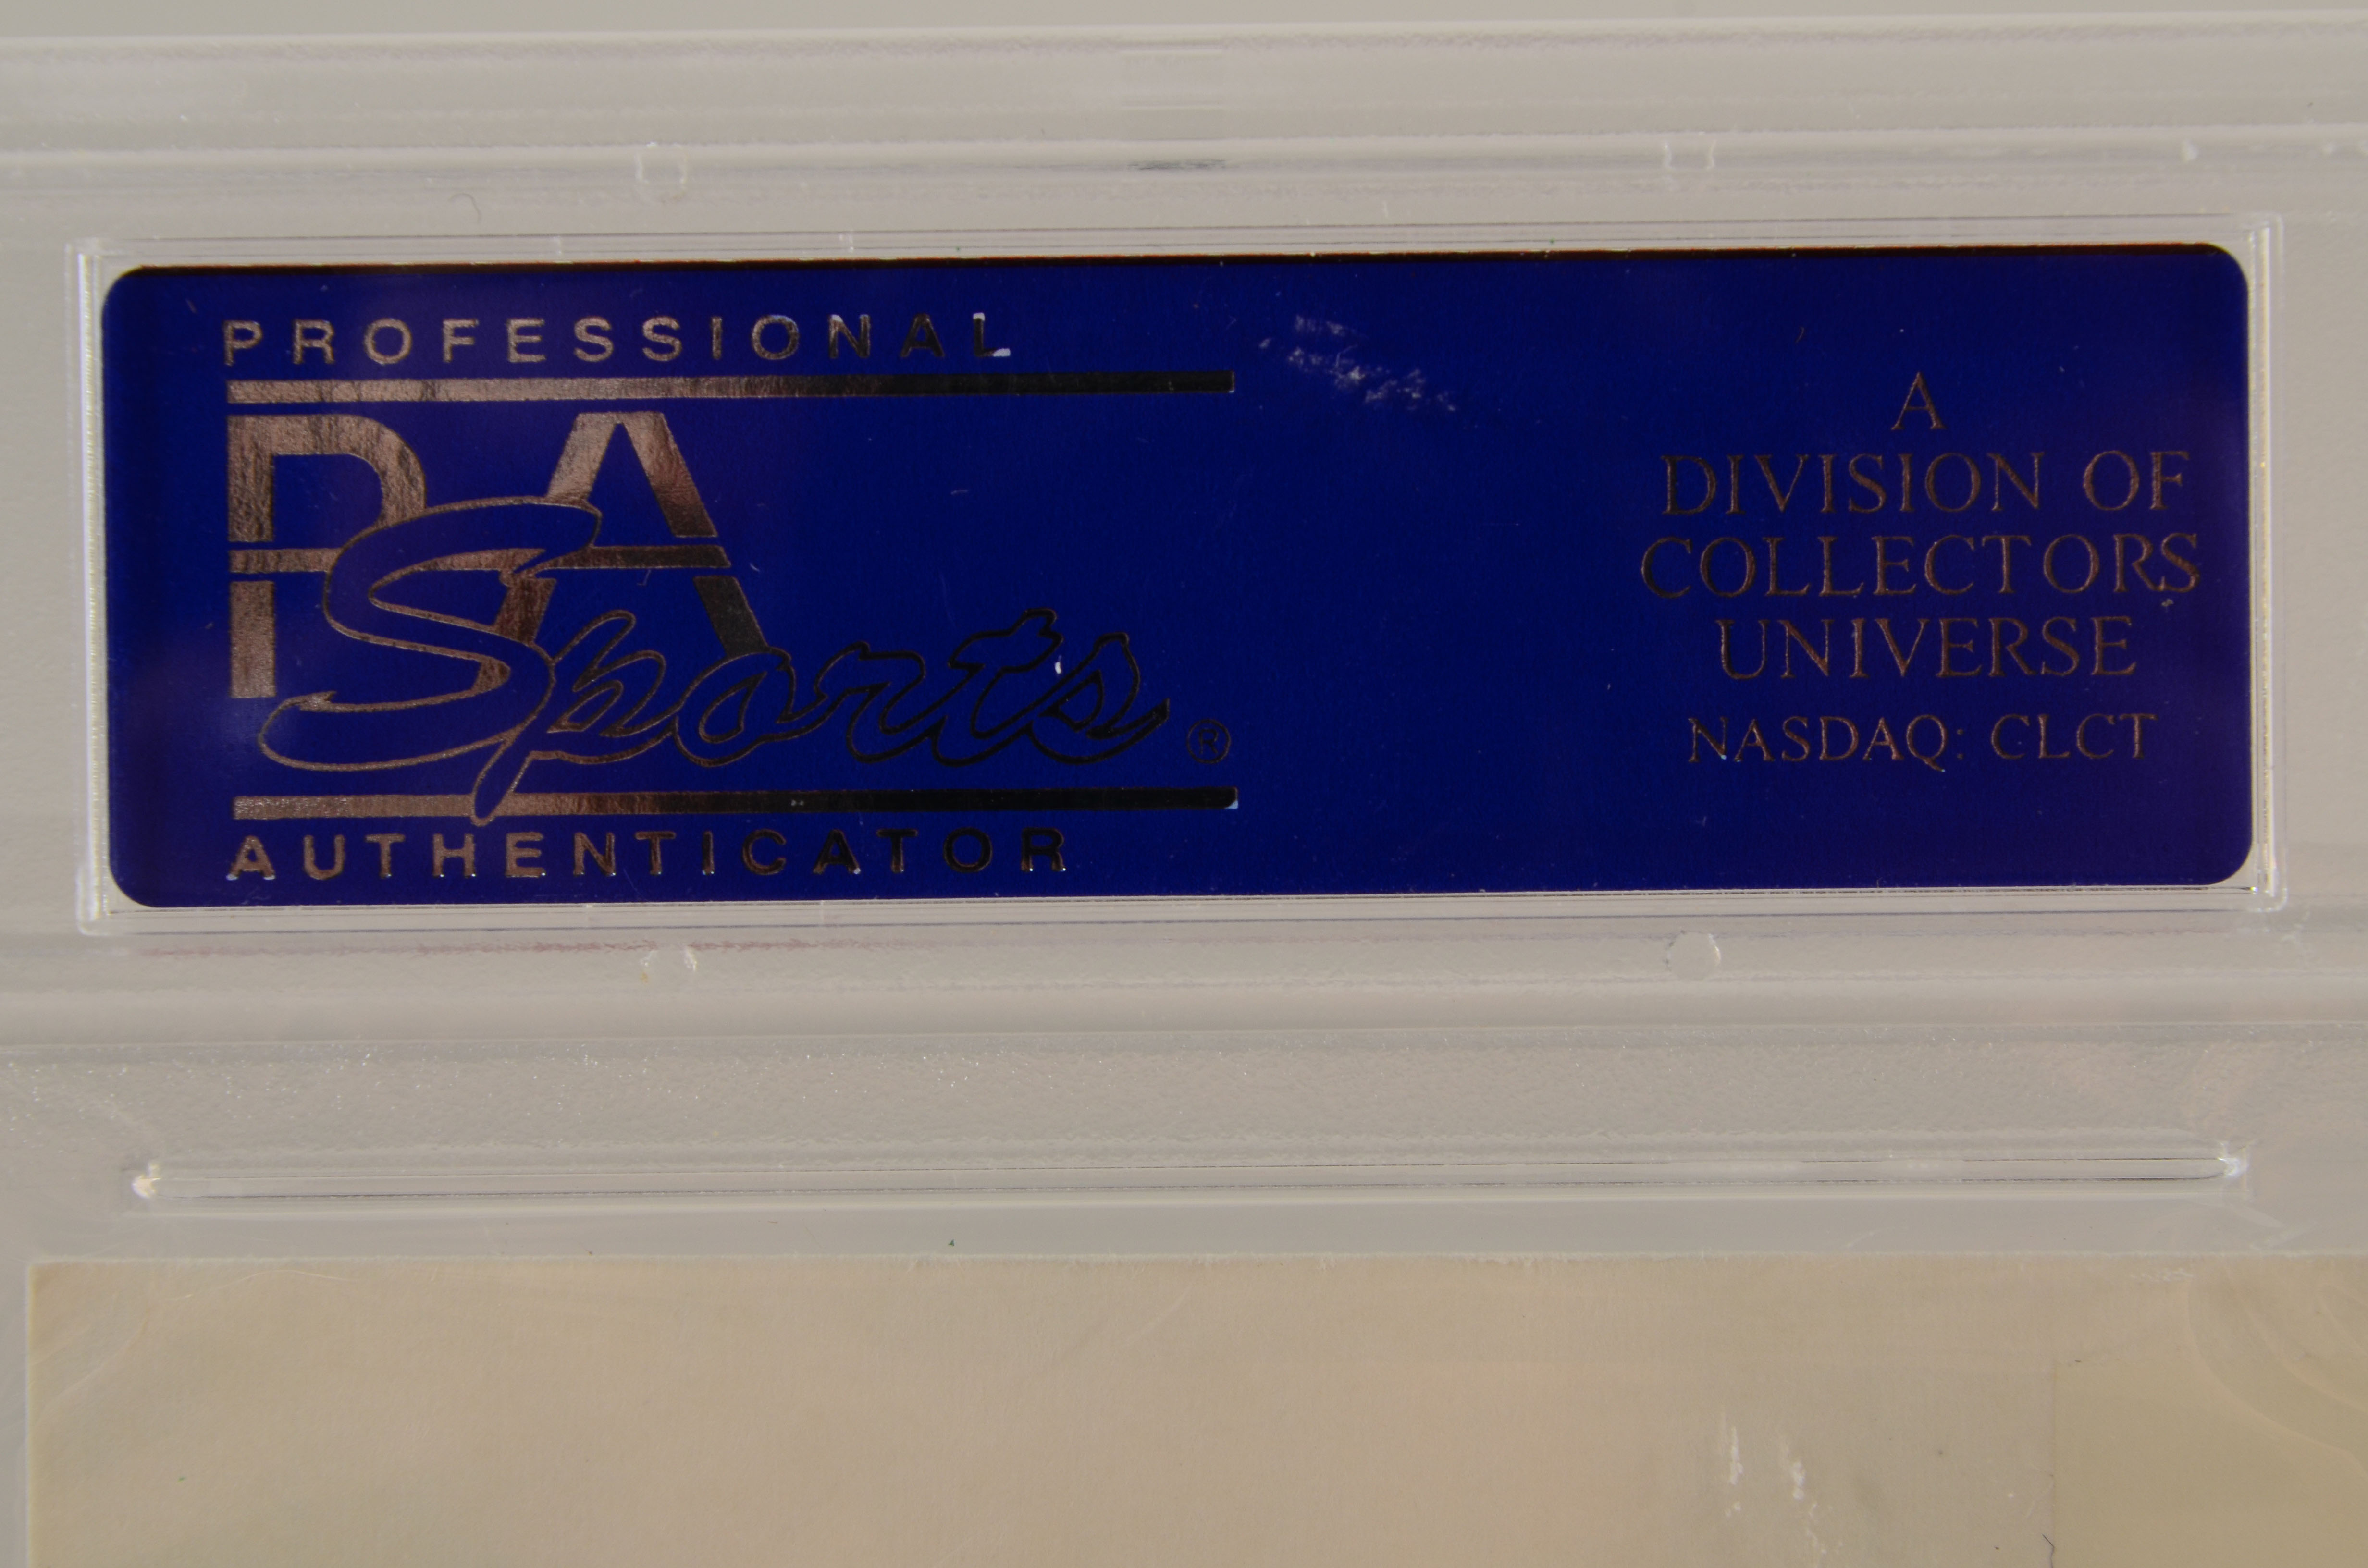 PROFESSIONAL
PSA
Sports ®
AUTHENTICATOR
A
DIVISION OF
COLLECTORS
UNIVERSE
NASDAQ: CLCT